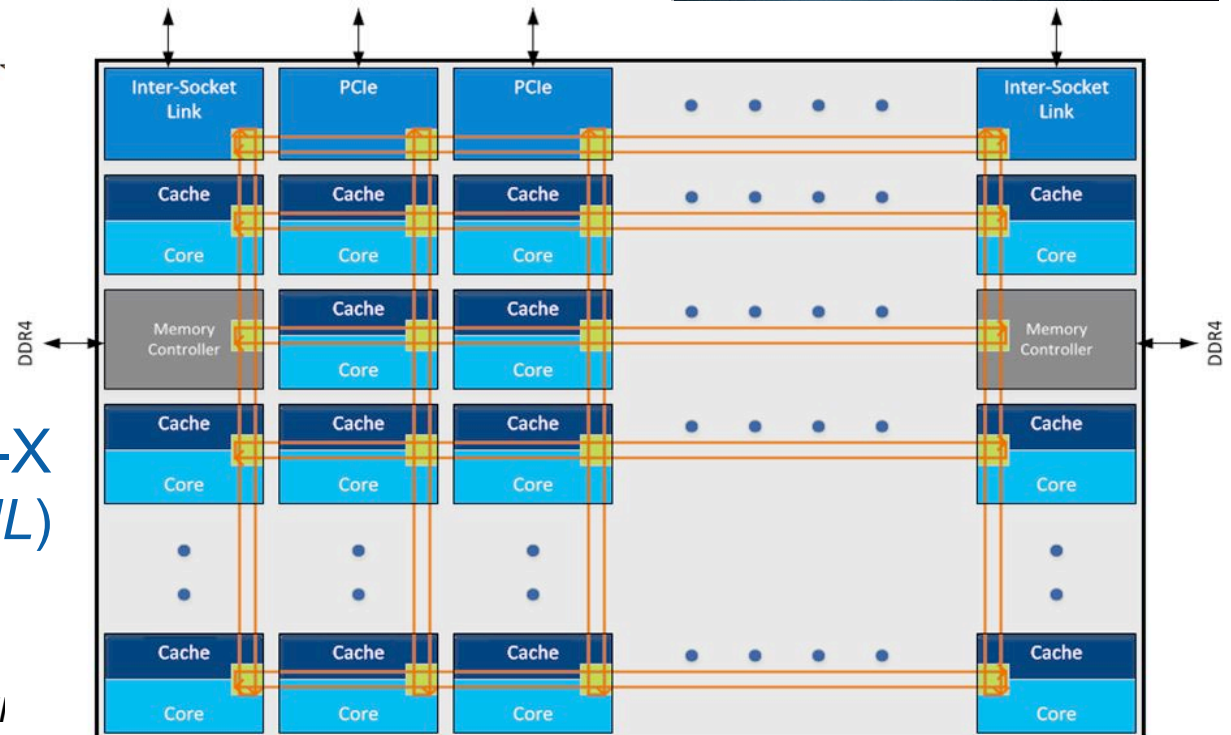 Inter-Socket
Link
PCIe
PCIe
Inter-Socket
Link
Cache
Cache
Cache
Cache
Core
Core
Core
Core
DDR4
Memory
Controller
Cache
Core
Cache
Core
Memory
Controller
DDR4
Cache
Cache
Cache
Cache
Core
Core
Core
Core
-X
L)
Cache
Cache
Cache
Cache
Core
Core
Core
Core